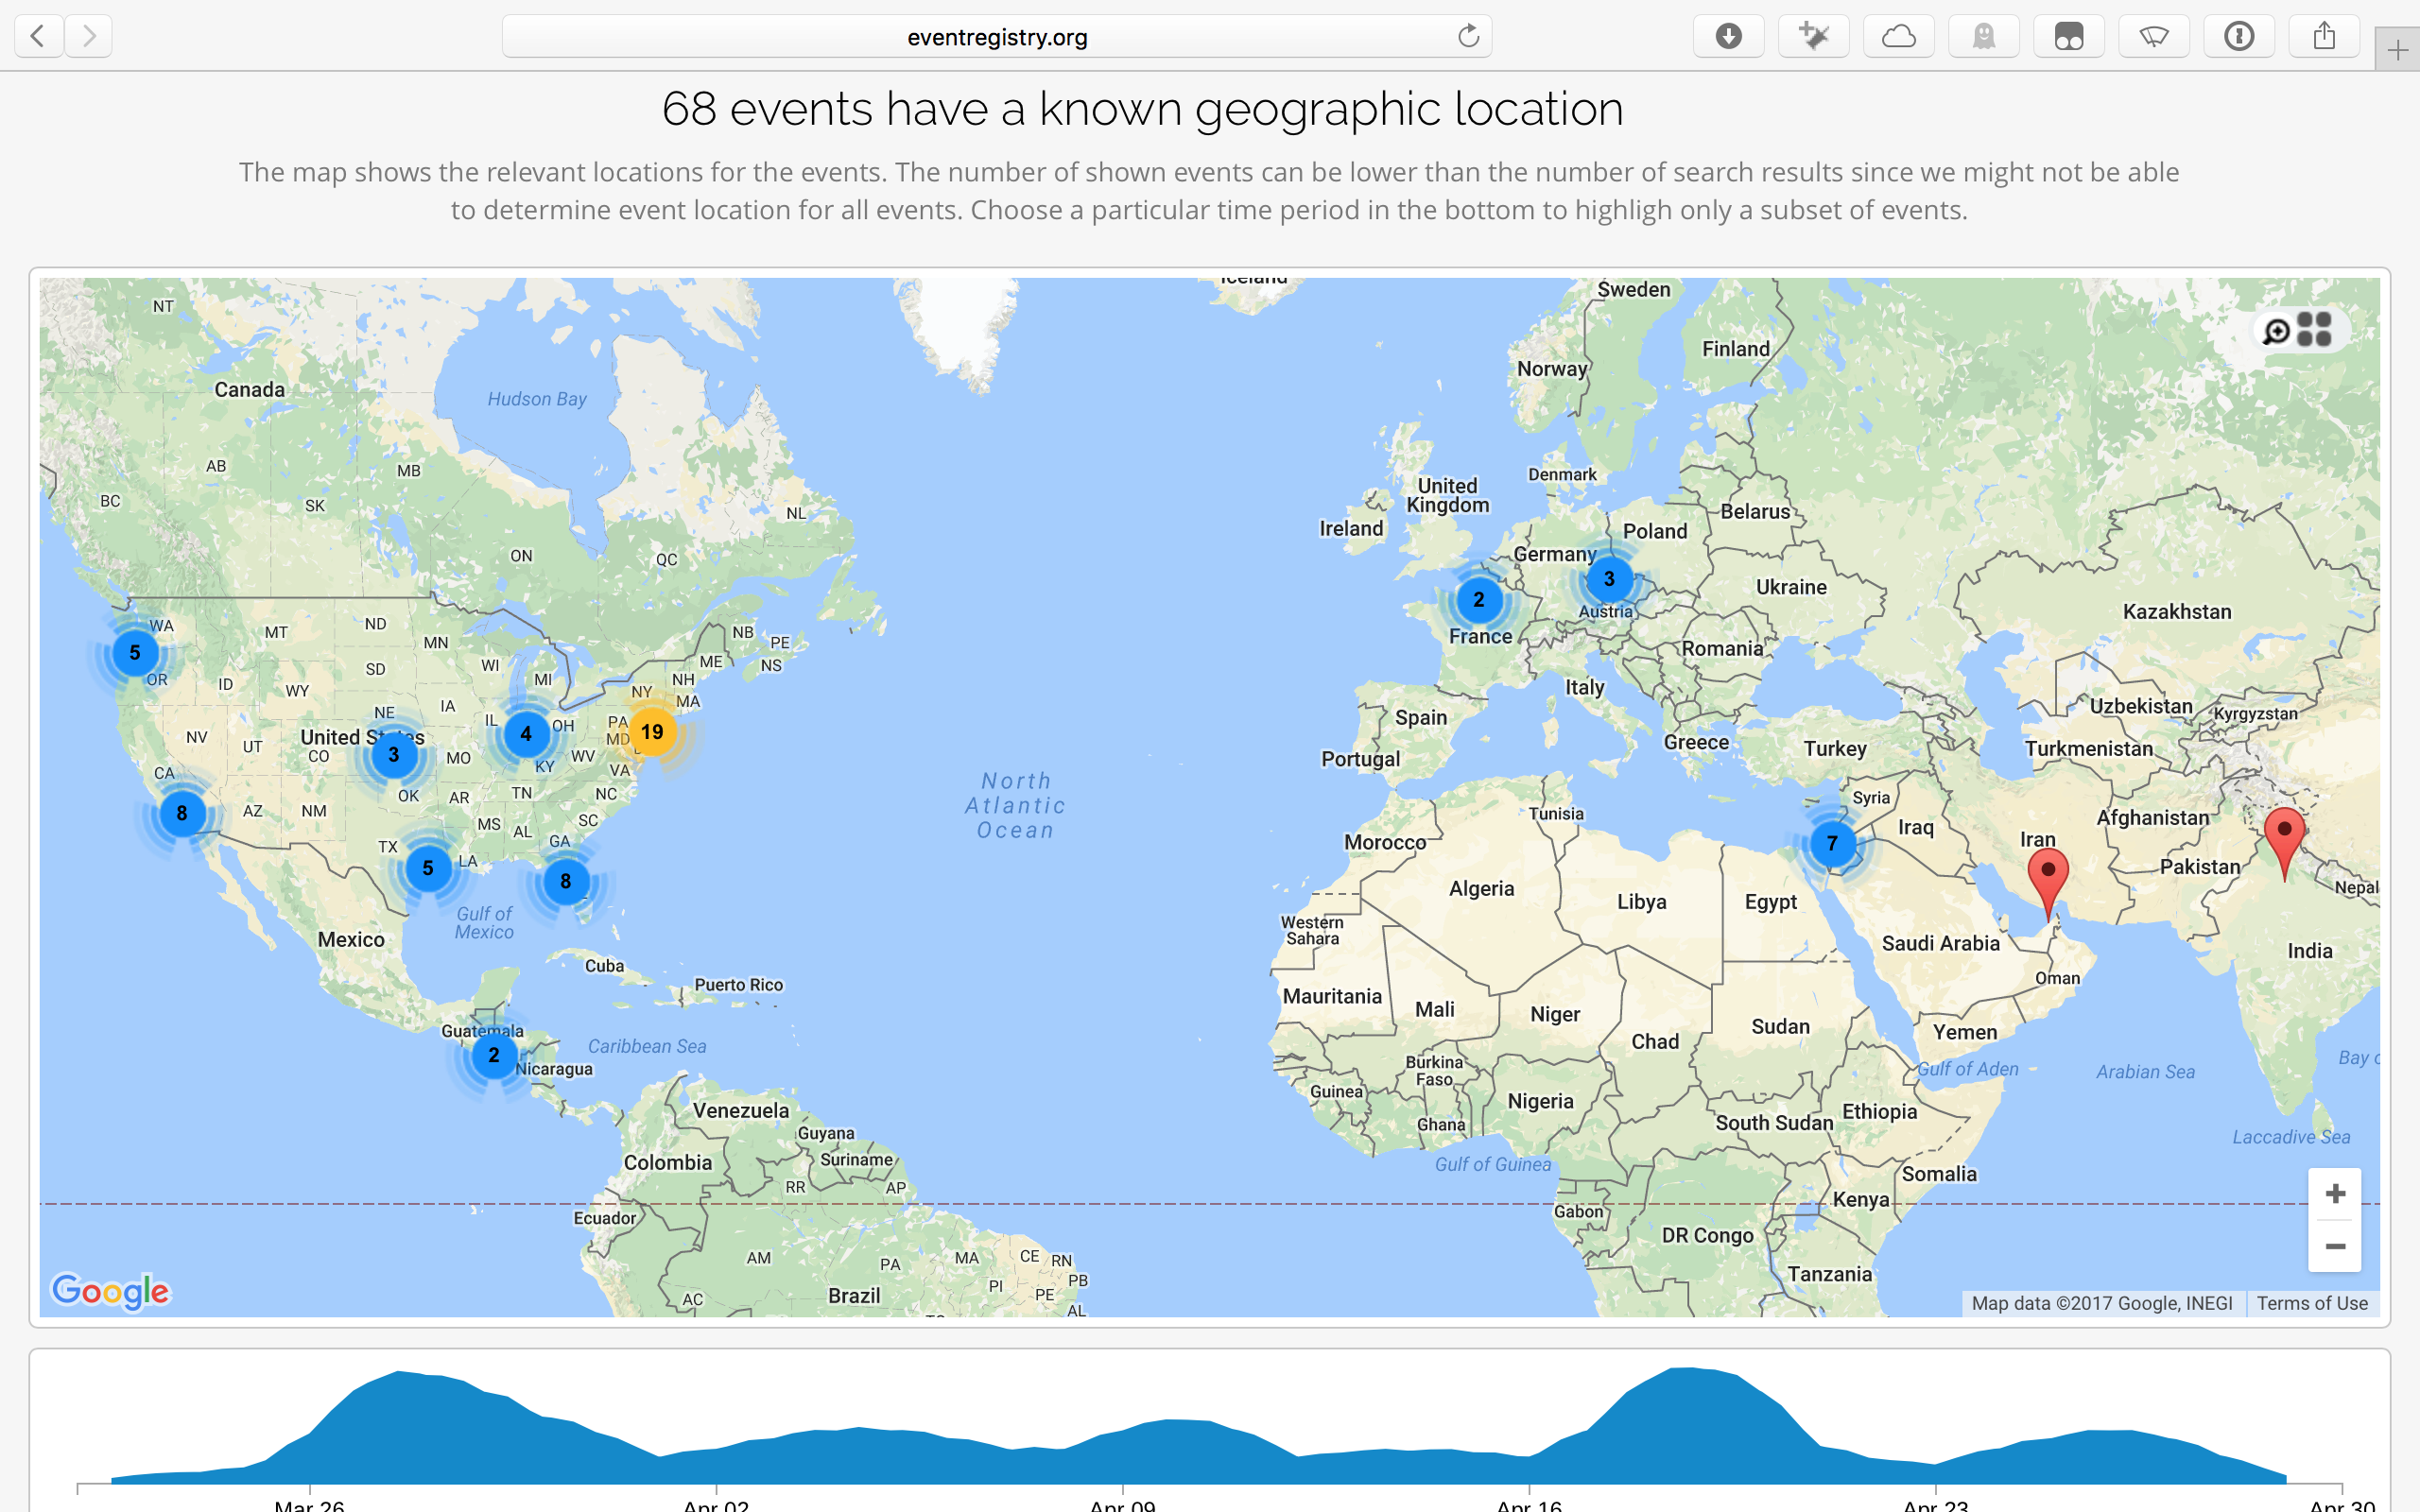 eventregistry.org
68 events have a known geographic location
The map shows the relevant locations for the events. The number of shown events can be lower than the number of search results since we might not be able
to determine event location for all events. Choose a particular time period in the bottom to highligh only a subset of events.
Iceland
Sweden
NT
Finland
Norway
Canada
Hudson Bay
AB
MB
Denmark
United
Kingdom
BC
SK
NL
Belarus
Ireland
Poland
ON
QC
Germany
3
Ukraine
2
Austria
Kazakhstan
WA
MT
ND
NB
PE
France
MN
5
Romania
WI
ME
NS
SD
OR
ID
WY
MI
NH
Italy
NY
MA
Uzbekistan
Kyrgyzstan
NE
IA
IL
OH
PA
19
Spain
4
MD
NV
UT
United States
CO
3
MO
KY
WV
VA
Portugal
Greece
Turkey
Turkmenistan
North
Atlantic
Ocean
CA
OK
AR
TN
NC
Syria
8
AZ
NM
MS
AL
SC
Tunisia
Afghanistan
Iraq
TX
GA
Morocco
7
Iran
LA
5
8
Pakistan
Nepal
Algeria
Libya
Egypt
Gulf of
Mexico
Western
Sahara
Mexico
Saudi Arabia
India
Cuba
Oman
Puerto Rico
Mauritania
Mali
Niger
Guatemala
Sudan
Yemen
2
Caribbean Sea
Chad
Nicaragua
Burkina
Faso
Gulf of Aden
Arabian Sea
Bay o
Guinea
Nigeria
Venezuela
Ethiopia
Ghana
South Sudan
Guyana
Laccadive Sea
Colombia
Suriname
Gulf of Guinea
Somalia
RR
AP
Kenya
Ecuador
Gabon
DR Congo
AM
PA
MA
CE
RN
Tanzania
PI
PB
PE
AC
Brazil
AL
TO
Google
Map data ©2017 Google, INEGI
Terms of Use
Mar 26
Apr 02
Apr 09
Apr 16
Apr 23
Apr 30